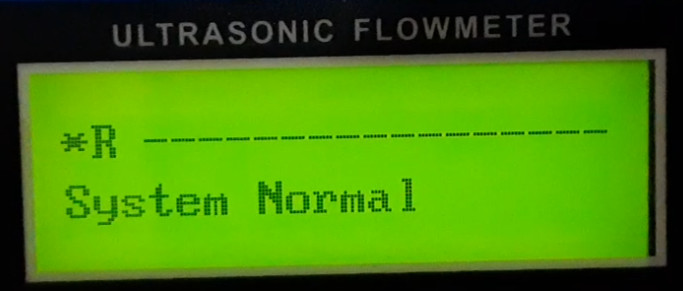 ULTRASONIC FLOWMETER
*R -----------------
System Normal